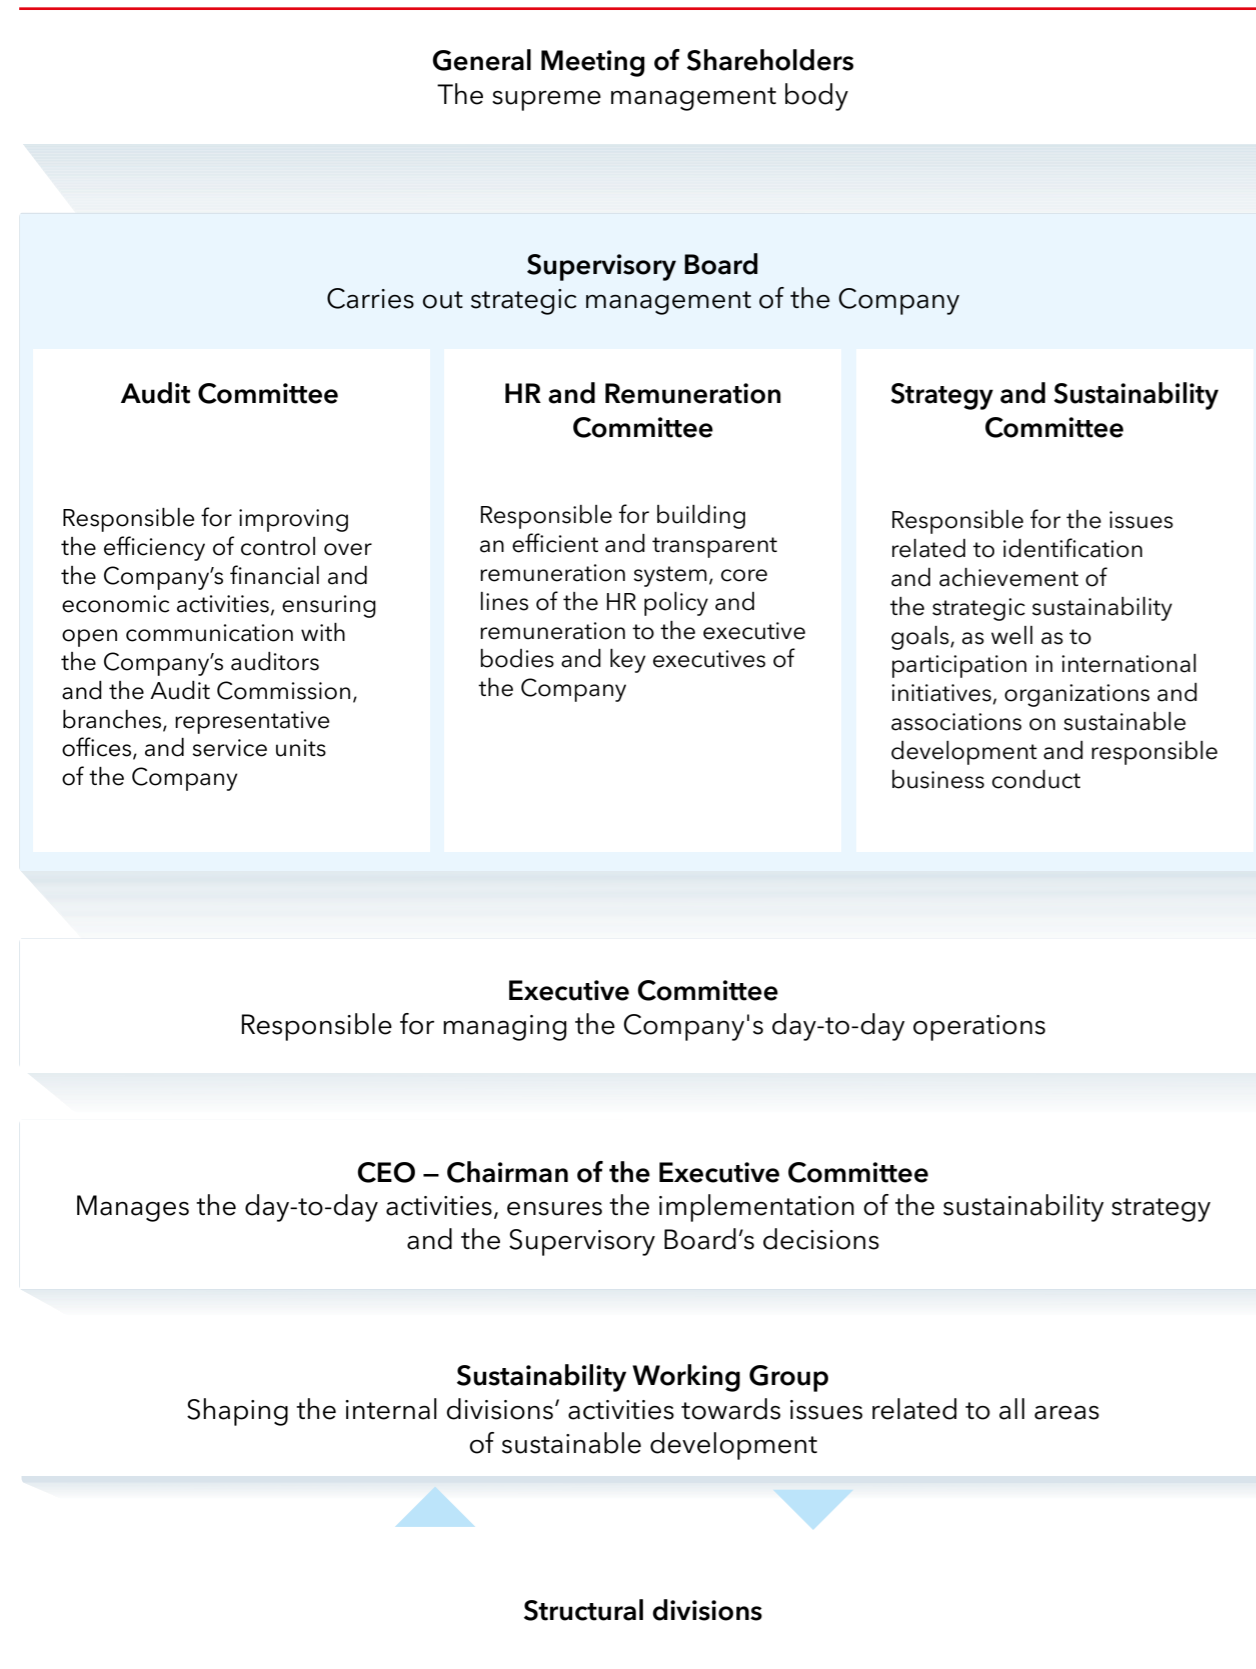 General Meeting of Shareholders
The supreme management body
Supervisory Board
Carries out strategic management of the Company
Audit Committee
Responsible for improving
the efficiency of control over
the Company’s financial and
economic activities, ensuring
open communication with
the Company’s auditors
and the Audit Commission,
branches, representative
offices, and service units
of the Company
HR and Remuneration
Committee
Responsible for building
an efficient and transparent
remuneration system, core
lines of the HR policy and
remuneration to the executive
bodies and key executives of
the Company
Strategy and Sustainability
Committee
Responsible for the issues
related to identification
and achievement of
the strategic sustainability
goals, as well as to
participation in international
initiatives, organizations and
associations on sustainable
development and responsible
business conduct
Executive Committee
Responsible for managing the Company's day-to-day operations
CEO – Chairman of the Executive Committee
Manages the day-to-day activities, ensures the implementation of the sustainability strategy
and the Supervisory Board’s decisions
Sustainability Working Group
Shaping the internal divisions’ activities towards issues related to all areas
of sustainable development
Structural divisions